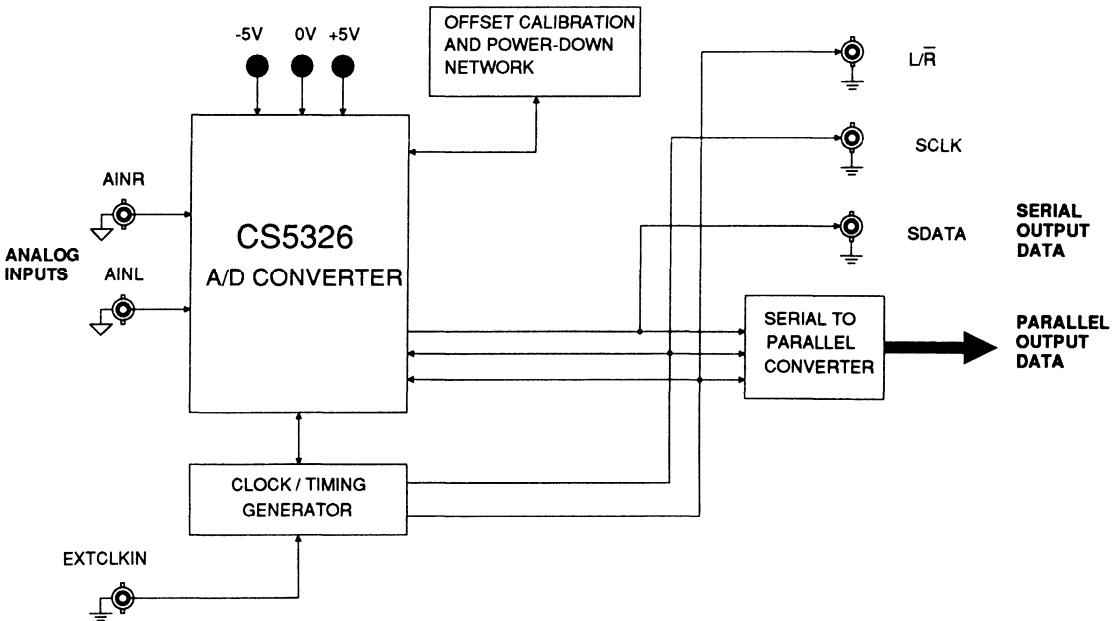 -5V 0V +5V
OFFSET CALIBRATION
AND POWER-DOWN
NETWORK
L/R̅
SCLK
SDATA
SERIAL
OUTPUT
DATA
AINR
ANALOG
INPUTS
AINL
CS5326
A/D CONVERTER
SERIAL TO
PARALLEL
CONVERTER
PARALLEL
OUTPUT
DATA
CLOCK / TIMING
GENERATOR
EXTCLKIN